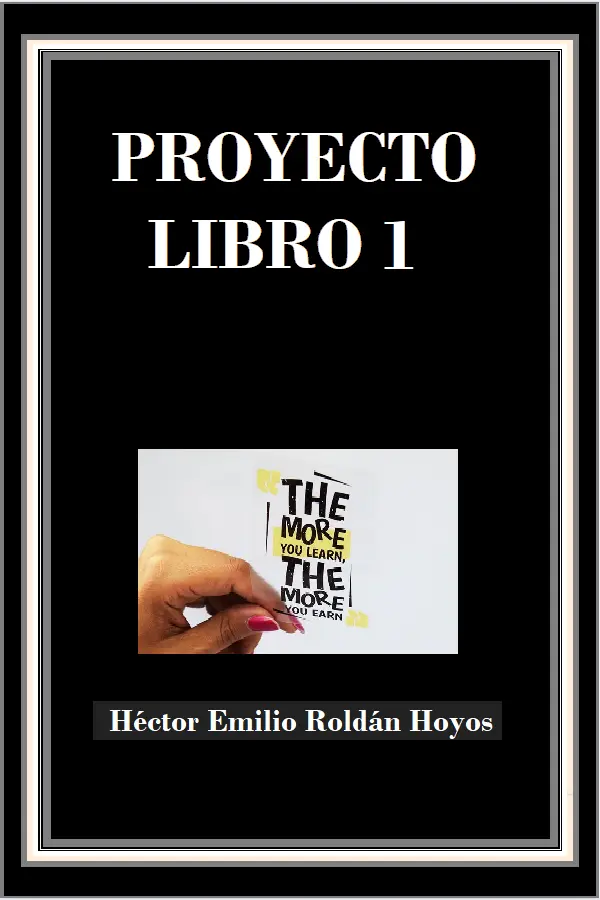 PROYECTO
LIBRO 1
THE
MORE
YOU LEARN,
THE
MORE
YOU EARN
Héctor Emilio Roldán Hoyos